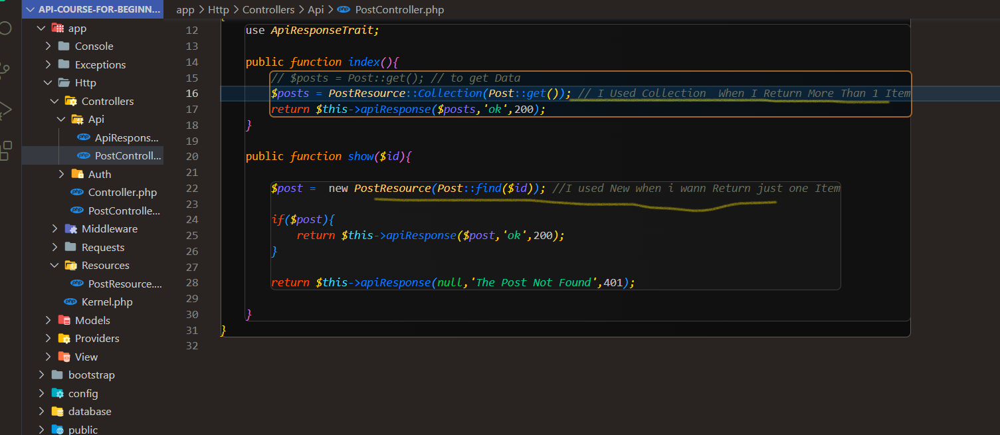 API-COURSE-FOR-BEGINN...
app
Console
Exceptions
Http
Controllers
Api
ApiRespons...
PostControll...
Auth
Controller.php
PostControlle...
Middleware
Requests
Resources
PostResource....
Kernel.php
Models
Providers
View
bootstrap
config
database
public
app > Http > Controllers > Api > PostController.php
12 use ApiResponseTrait;
13
14 public function index(){
15 // $posts = Post::get(); // to get Data
16 $posts = PostResource::Collection(Post::get()); // I Used Collection  When I Return More Than 1 Item
17 return $this->apiResponse($posts,'ok',200);
18 }
19
20 public function show($id){
21
22 $post =  new PostResource(Post::find($id)); //I used New when i wann Return just one Item
23
24 if($post){
25 return $this->apiResponse($post,'ok',200);
26 }
27
28 return $this->apiResponse(null,'The Post Not Found',401);
29
30 }
31 }
32